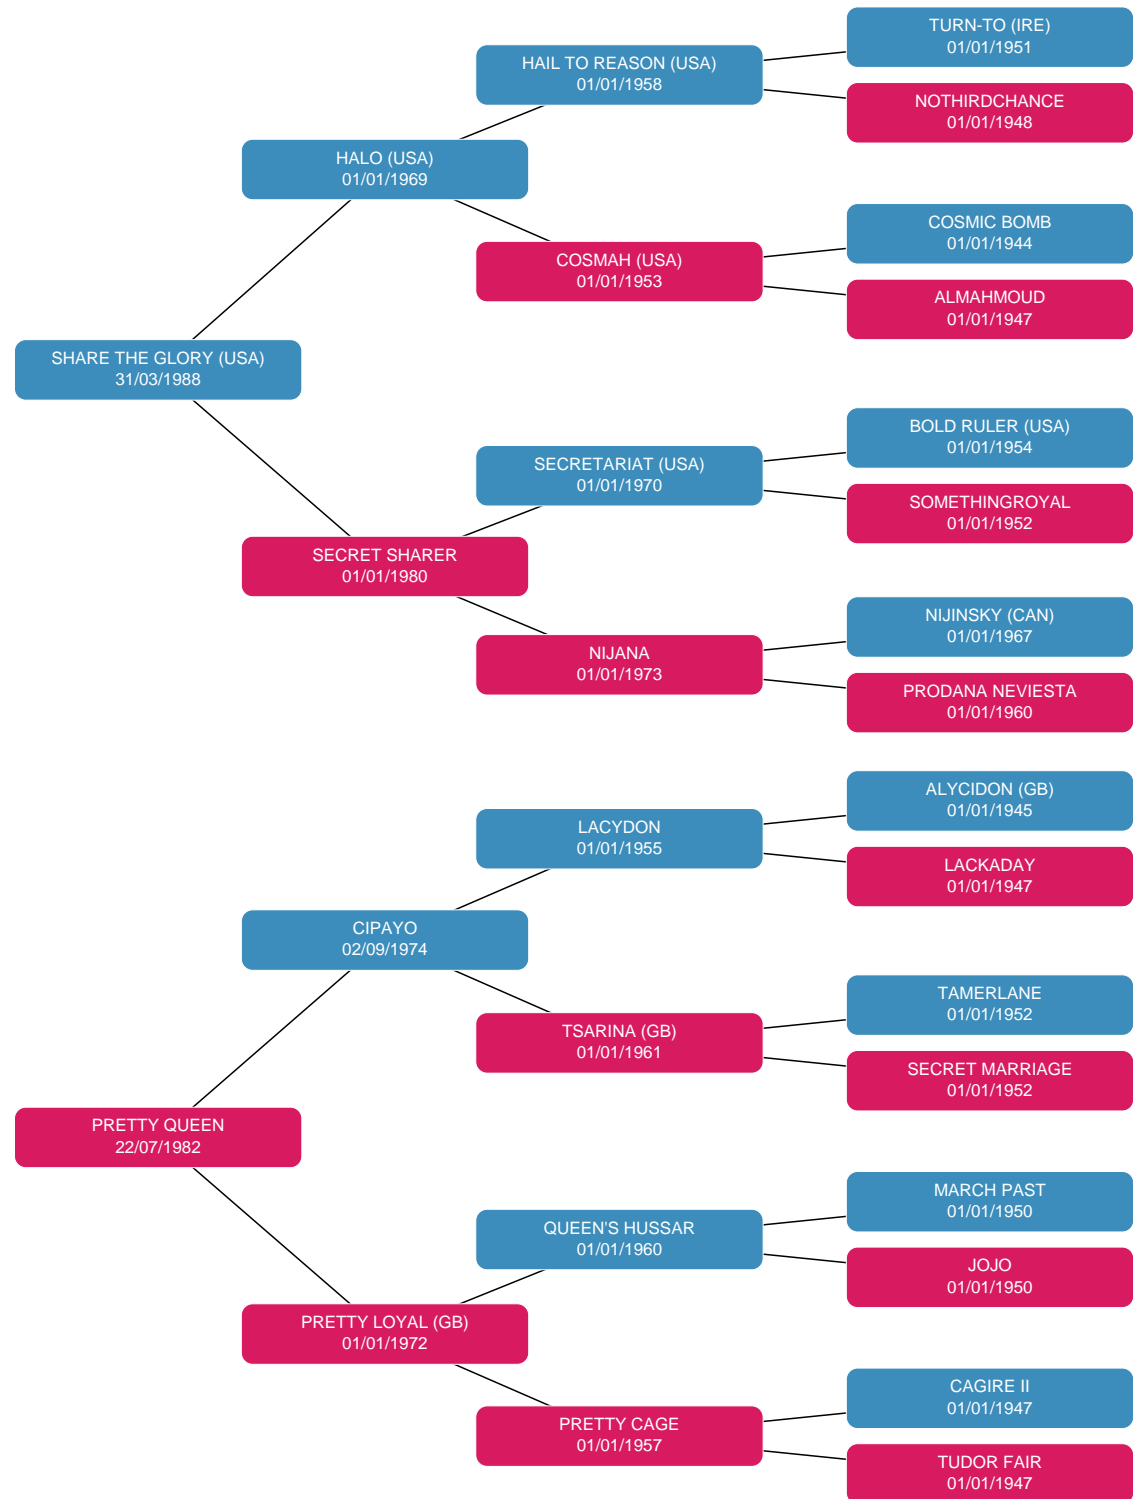 TURN-TO (IRE)
01/01/1951
HAIL TO REASON (USA)
01/01/1958
NOTHIRDCHANCE
01/01/1948
HALO (USA)
01/01/1969
COSMIC BOMB
01/01/1944
COSMAH (USA)
01/01/1953
ALMAHMOUD
01/01/1947
SHARE THE GLORY (USA)
31/03/1988
BOLD RULER (USA)
01/01/1954
SECRETARIAT (USA)
01/01/1970
SOMETHINGROYAL
01/01/1952
SECRET SHARER
01/01/1980
NIJINSKY (CAN)
01/01/1967
NIJANA
01/01/1973
PRODANA NEVIESTA
01/01/1960
ALYCIDON (GB)
01/01/1945
LACYDON
01/01/1955
LACKADAY
01/01/1947
CIPAYO
02/09/1974
TAMERLANE
01/01/1952
TSARINA (GB)
01/01/1961
SECRET MARRIAGE
01/01/1952
PRETTY QUEEN
22/07/1982
MARCH PAST
01/01/1950
QUEEN'S HUSSAR
01/01/1960
JOJO
01/01/1950
PRETTY LOYAL (GB)
01/01/1972
CAGIRE II
01/01/1947
PRETTY CAGE
01/01/1957
TUDOR FAIR
01/01/1947